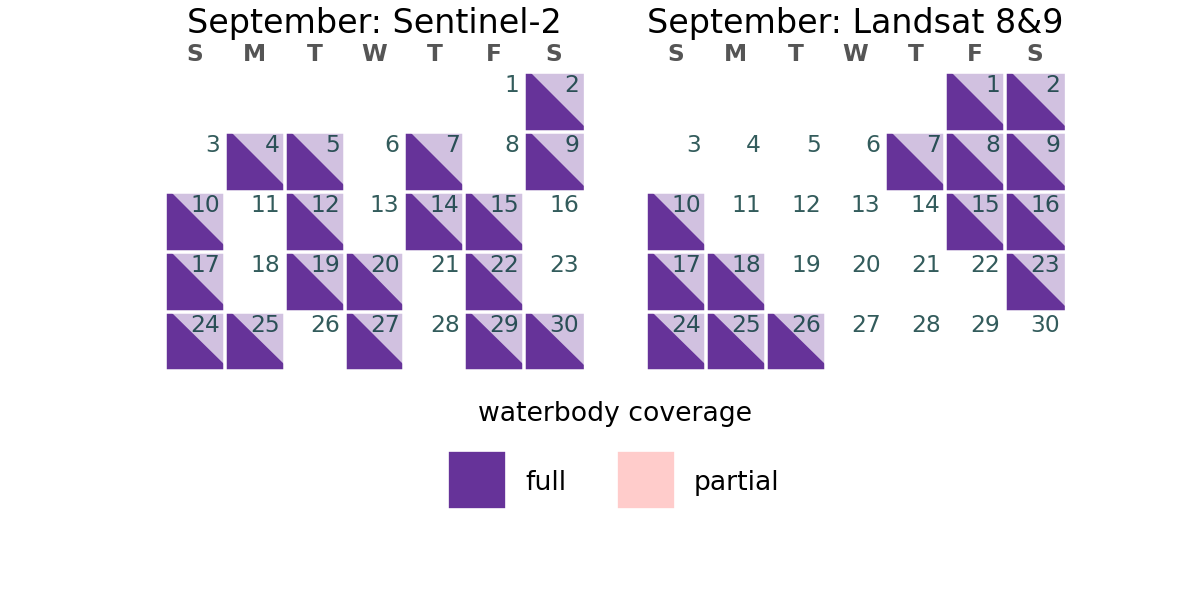 September: Sentinel-2
S M T W T F S
1 2
3 4 5 6 7 8 9
10 11 12 13 14 15 16
17 18 19 20 21 22 23
24 25 26 27 28 29 30
September: Landsat 8&9
S M T W T F S
1 2
3 4 5 6 7 8 9
10 11 12 13 14 15 16
17 18 19 20 21 22 23
24 25 26 27 28 29 30
waterbody coverage
full partial